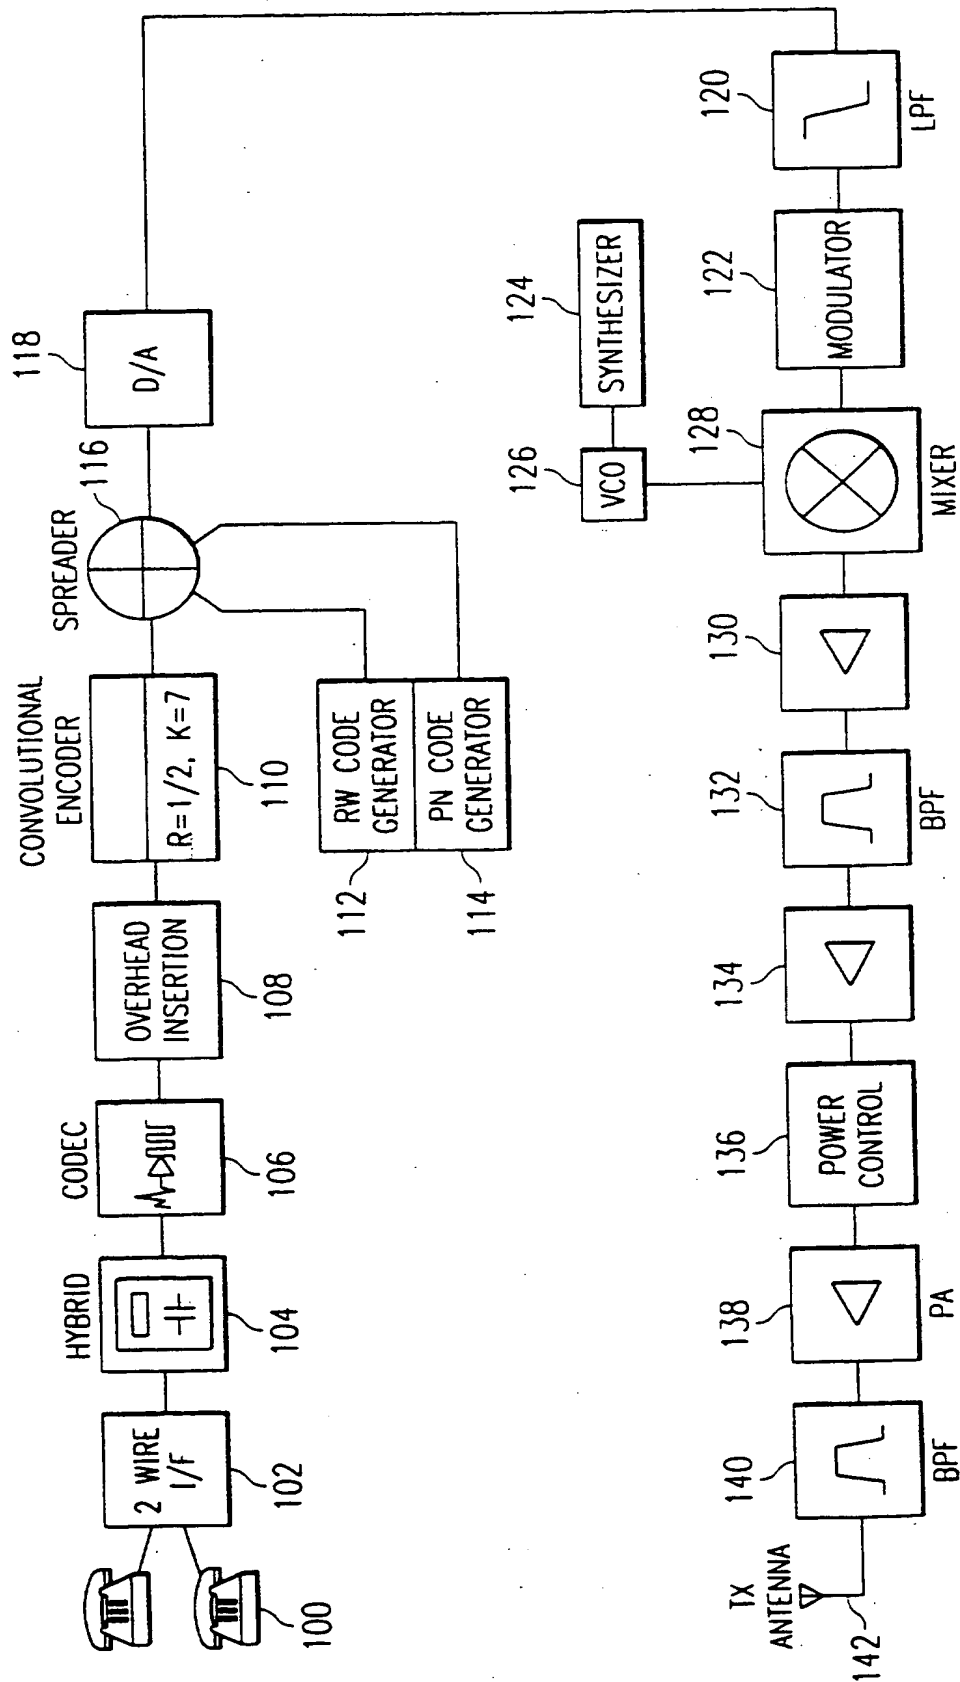 100
2 WIRE
I/F
102
HYBRID
104
CODEC
106
OVERHEAD
INSERTION
108
CONVOLUTIONAL
ENCODER
R=1/2, K=7
110
RW CODE
GENERATOR
112
PN CODE
GENERATOR
114
SPREADER
116
D/A
118
120
LPF
MODULATOR
122
SYNTHESIZER
124
VCO
126
128
MIXER
130
132
BPF
134
POWER
CONTROL
136
138
PA
140
BPF
TX
ANTENNA
142